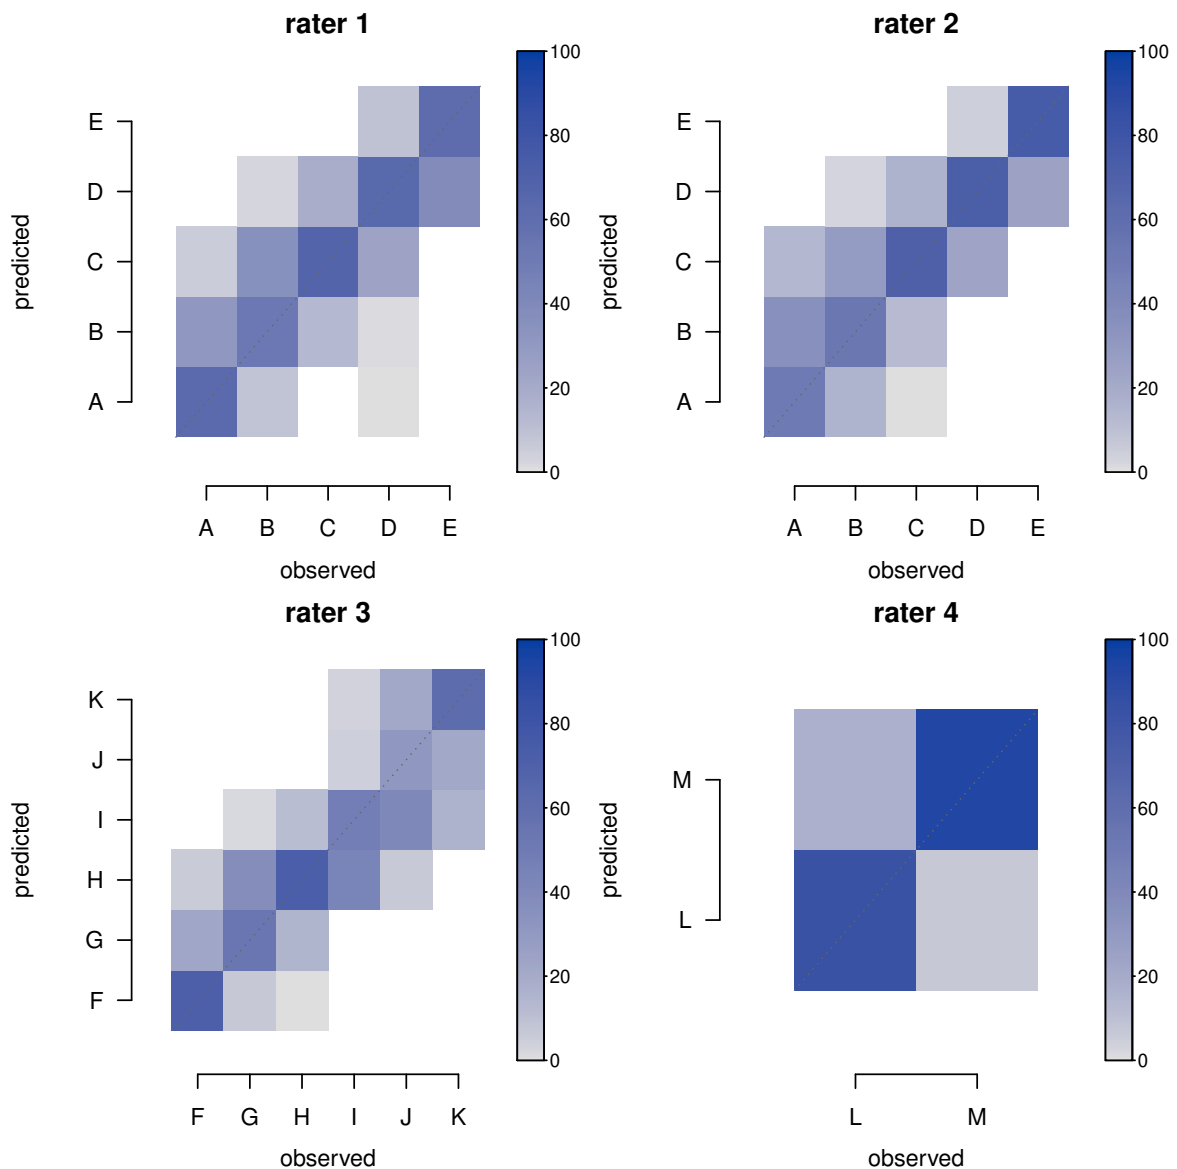 rater 1
predicted
E
D
C
B
A
A B C D E
observed
100
80
60
40
20
0
rater 2
predicted
E
D
C
B
A
A B C D E
observed
100
80
60
40
20
0
rater 3
predicted
K
J
I
H
G
F
F G H I J K
observed
100
80
60
40
20
0
rater 4
predicted
M
L
L M
observed
100
80
60
40
20
0